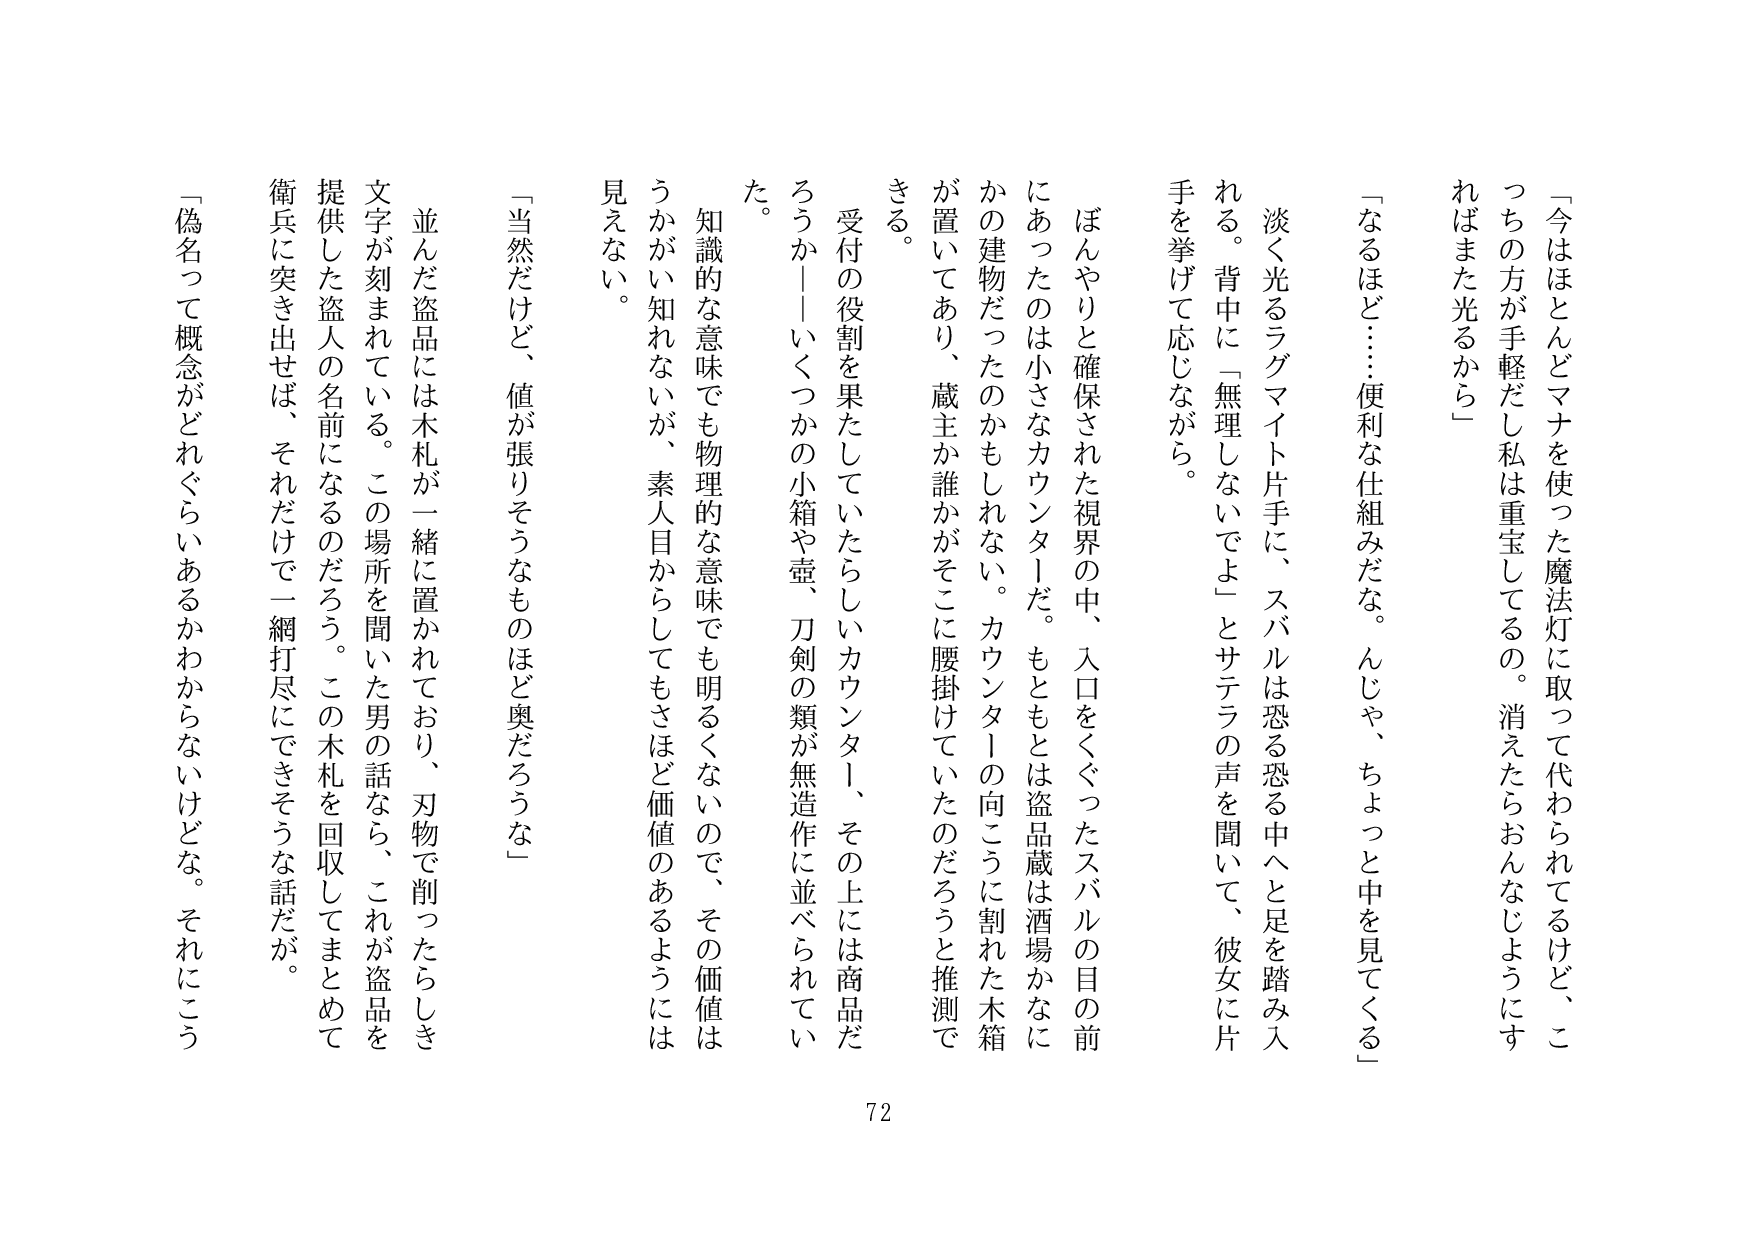 「今はほとんどマナを使った魔法灯に取って代わられてるけど、こ
っちの方が手軽だし私は重宝してるの。消えたらおんなじようにす
ればまた光るから」
「なるほど……便利な仕組みだな。んじゃ、ちょっと中を見てくる」
淡く光るラグマイト片手に、スバルは恐る恐る中へと足を踏み入
れる。背中に「無理しないでよ」とサテラの声を聞いて、彼女に片
手を挙げて応じながら。
ぼんやりと確保された視界の中、入口をくぐったスバルの目の前
にあったのは小さなカウンターだ。もともとは盗品蔵は酒場かなに
かの建物だったのかもしれない。カウンターの向こうに割れた木箱
が置いてあり、蔵主か誰かがそこに腰掛けていたのだろうと推測で
きる。
受付の役割を果たしていたらしいカウンター、その上には商品だ
ろうか――いくつかの小箱や壺、刀剣の類が無造作に並べられてい
た。
知識的な意味でも物理的な意味でも明るくないので、その価値は
うかがい知れないが、素人目からしてもさほど価値のあるようには
見えない。
「当然だけど、値が張りそうなものほど奥だろうな」
並んだ盗品には木札が一緒に置かれており、刃物で削ったらしき
文字が刻まれている。この場所を聞いた男の話なら、これが盗品を
提供した盗人の名前になるのだろう。この木札を回収してまとめて
衛兵に突き出せば、それだけで一網打尽にできそうな話だが。
「偽名って概念がどれぐらいあるかわからないけどな。それにこう
72